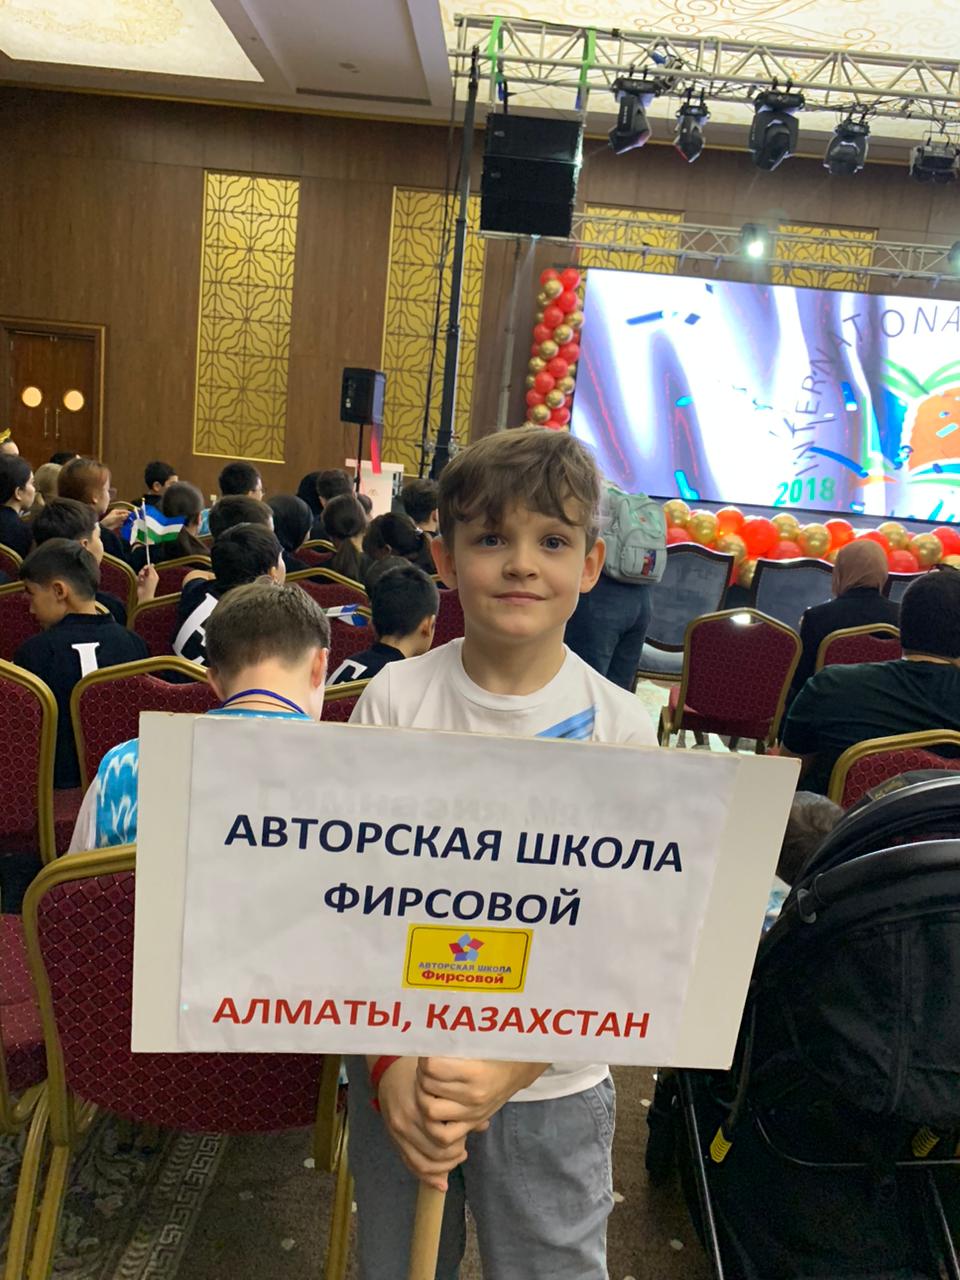 INTERNATIONA
2018
L
АВТОРСКАЯ ШКОЛА
ФИРСОВОЙ
АВТОРСКАЯ ШКОЛА
Фирсовой
АЛМАТЫ, КАЗАХСТАН